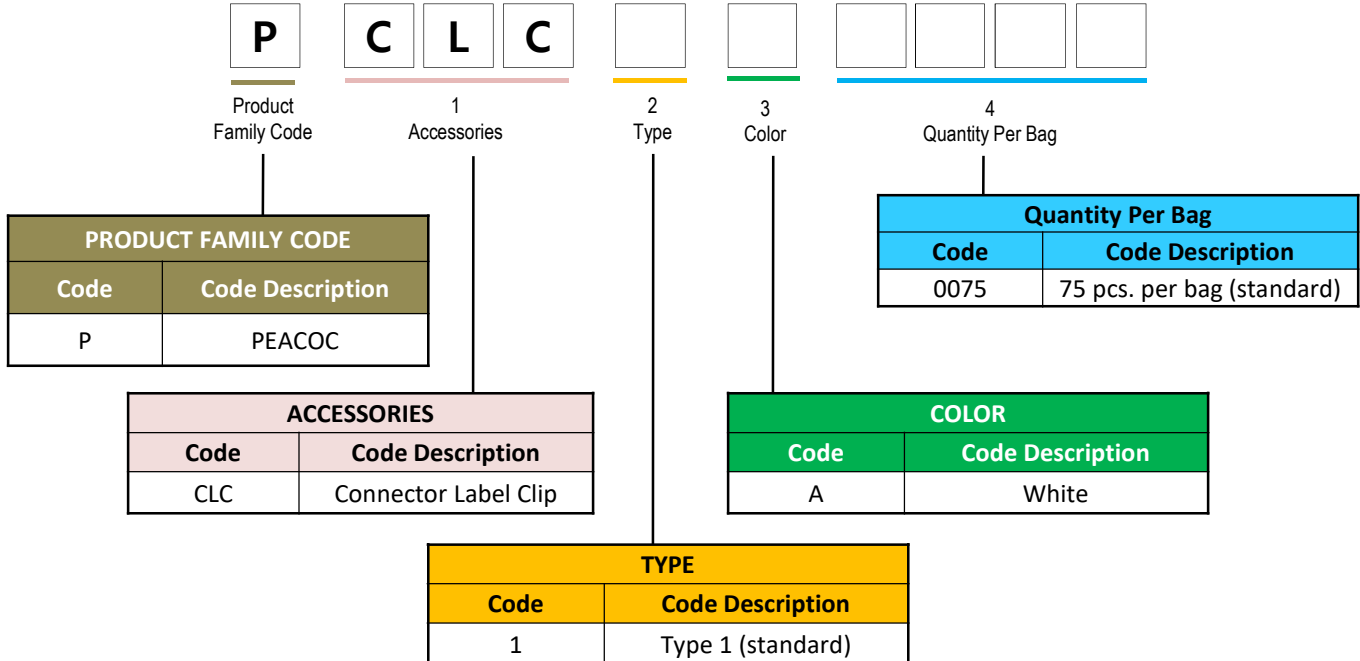 P C L C
Product Family Code
1 Accessories
2 Type
3 Color
4 Quantity Per Bag
PRODUCT FAMILY CODE
Code Code Description
P PEACOC
Quantity Per Bag
Code Code Description
0075 75 pcs. per bag (standard)
ACCESSORIES
Code Code Description
CLC Connector Label Clip
COLOR
Code Code Description
A White
TYPE
Code Code Description
1 Type 1 (standard)